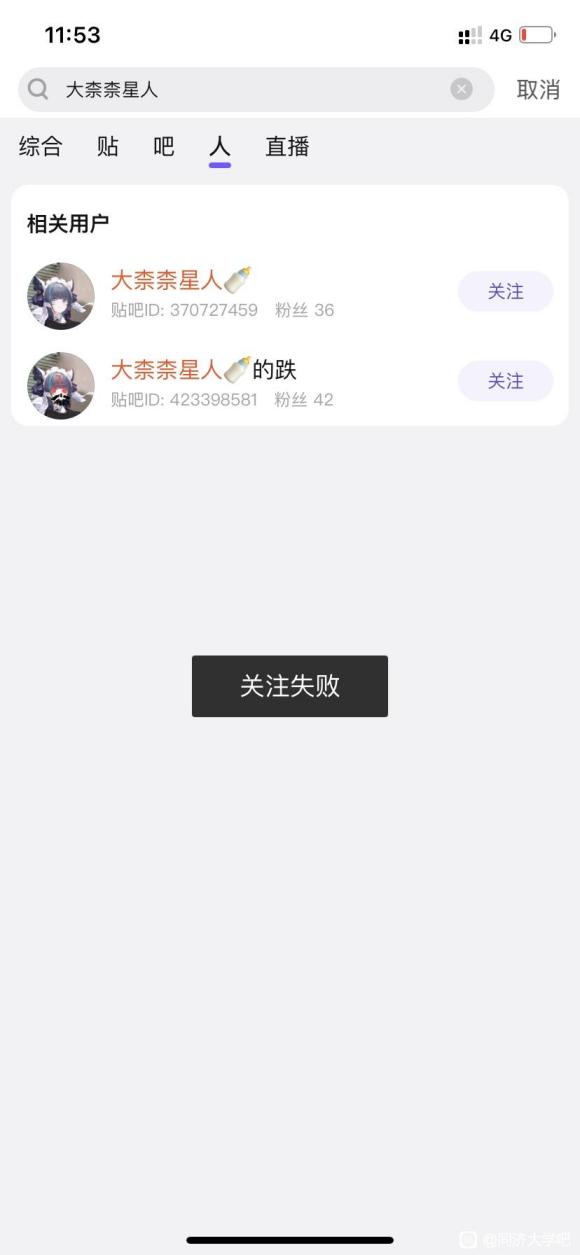 11:53
4G
大柰柰星人
取消
综合 贴 吧 人 直播
相关用户
大柰柰星人🍼
贴吧ID: 370727459 粉丝 36
关注
大柰柰星人🍼的跌
贴吧ID: 423398581 粉丝 42
关注
关注失败
@同济大学吧